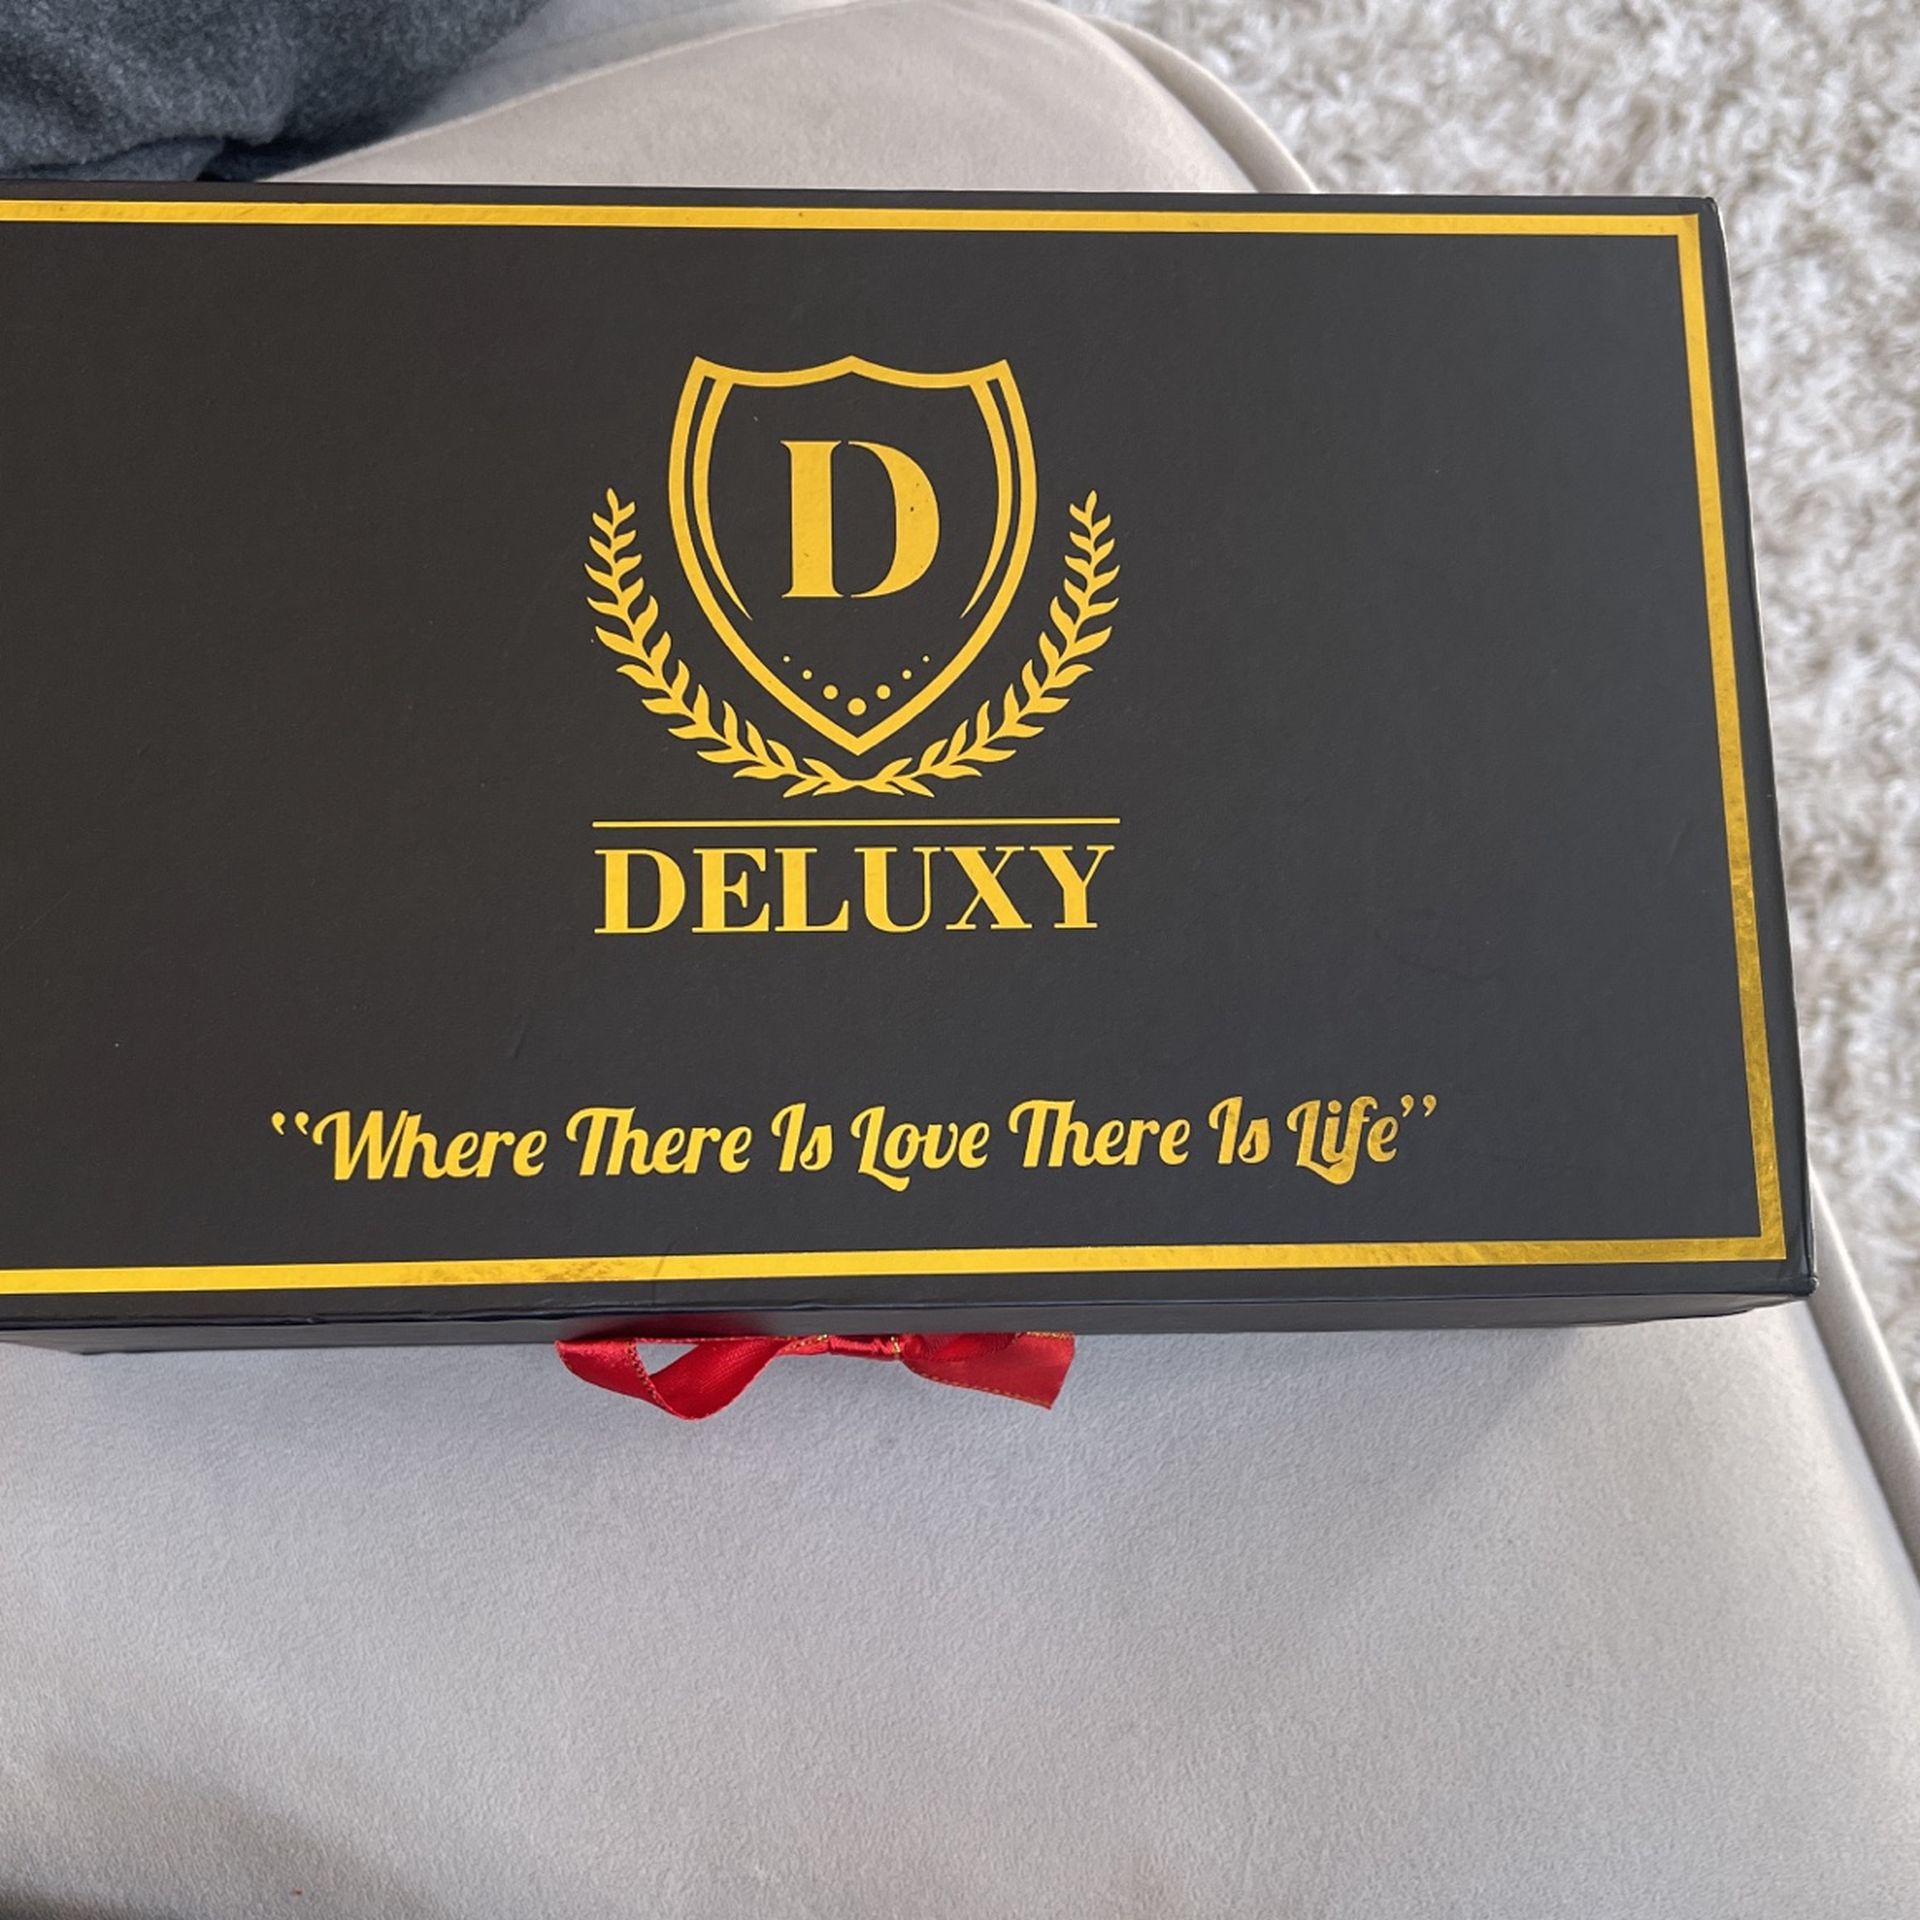 D
DELUXY
“Where There Is Love There Is Life”